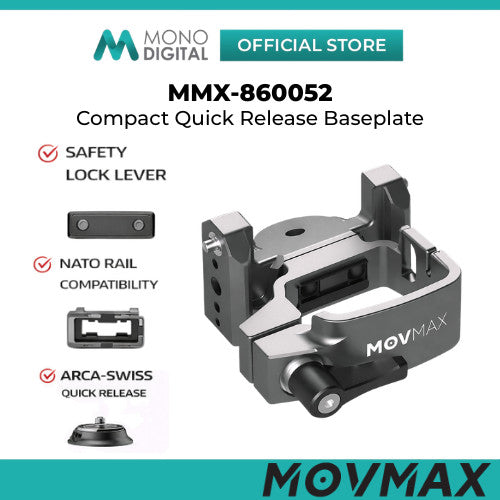 MONO
DIGITAL
OFFICIAL STORE
MMX-860052
Compact Quick Release Baseplate
SAFETY
LOCK LEVER
NATO RAIL
COMPATIBILITY
ARCA-SWISS
QUICK RELEASE
MOVMAX
MOVMAX